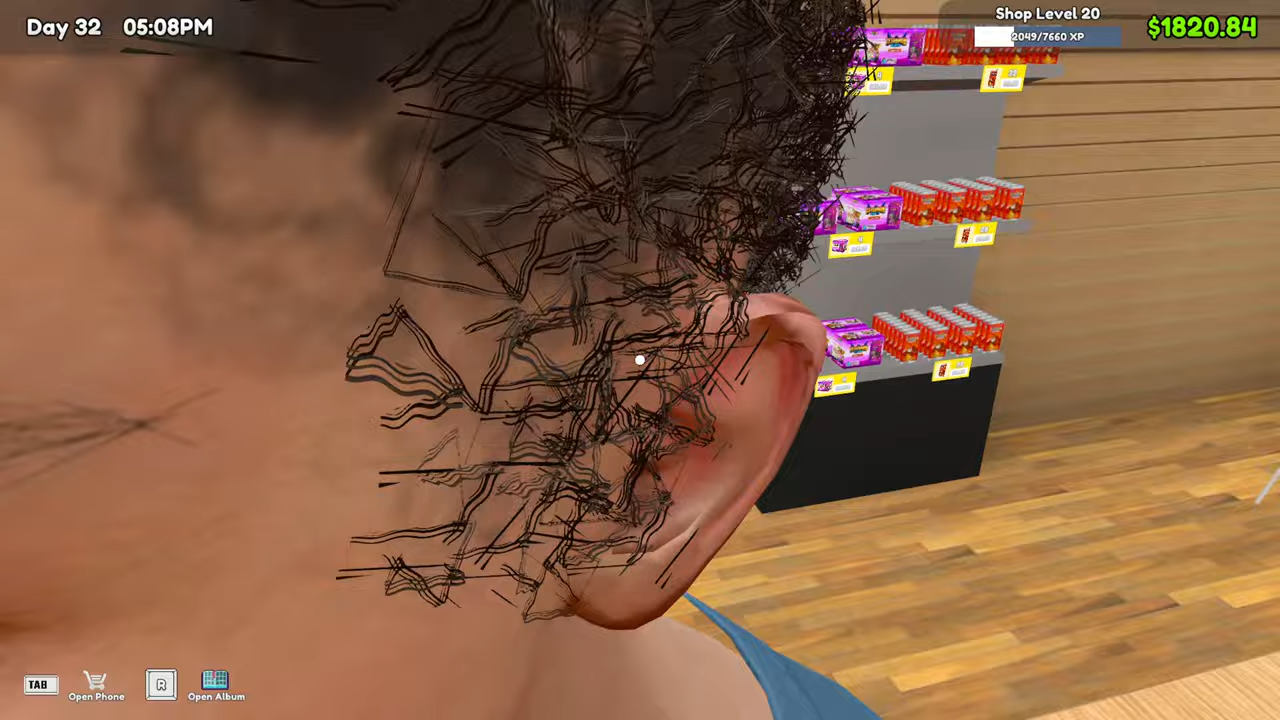 Day 32 05:08PM
Shop Level 20
2049/7660 XP
$1820.84
TAB
Open Phone
R
Open Album